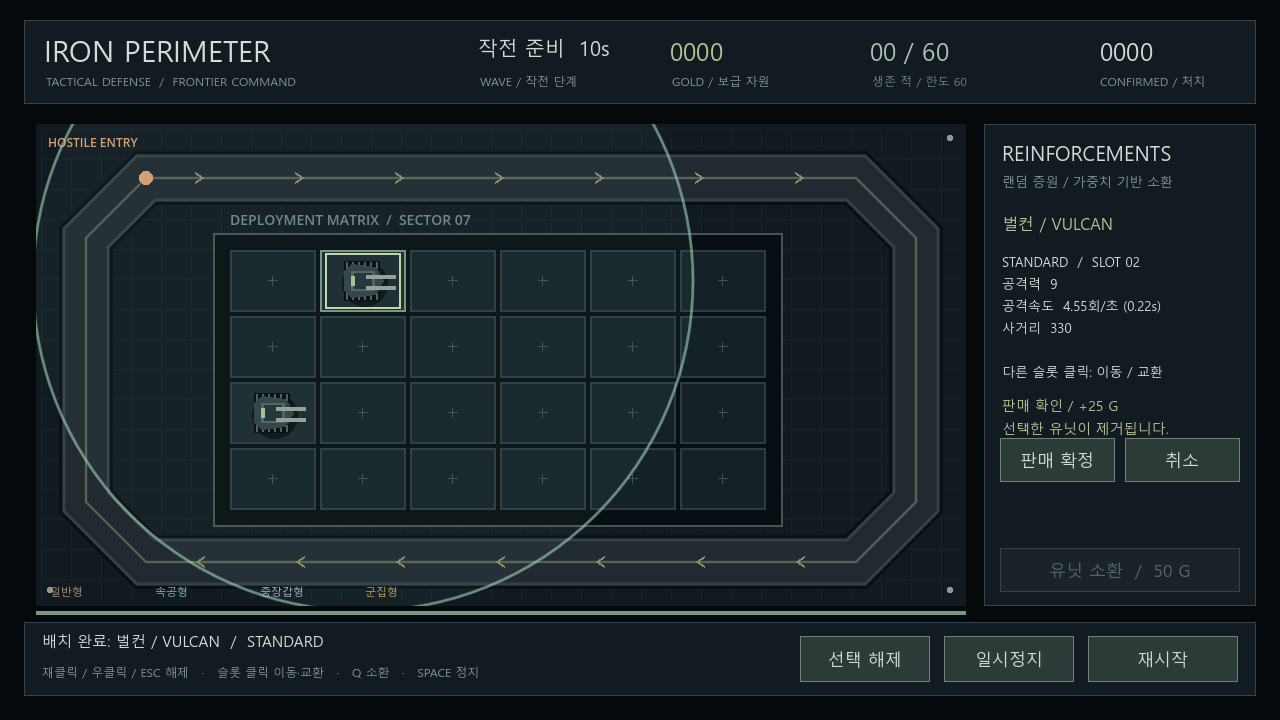 IRON PERIMETER
TACTICAL DEFENSE / FRONTIER COMMAND
작전 준비 10s
WAVE / 작전 단계
0000
GOLD / 보급 자원
00 / 60
생존 적 / 한도 60
0000
CONFIRMED / 처치
HOSTILE ENTRY
DEPLOYMENT MATRIX / SECTOR 07
일반형
속공형
중장갑형
군집형
REINFORCEMENTS
랜덤 증원 / 가중치 기반 소환
벌컨 / VULCAN
STANDARD / SLOT 02
공격력 9
공격속도 4.55회/초 (0.22s)
사거리 330
다른 슬롯 클릭: 이동 / 교환
판매 확인 / +25 G
선택한 유닛이 제거됩니다.
판매 확정
취소
유닛 소환 / 50 G
배치 완료: 벌컨 / VULCAN / STANDARD
재클릭 / 우클릭 / ESC 해제 · 슬롯 클릭 이동·교환 · Q 소환 · SPACE 정지
선택 해제
일시정지
재시작